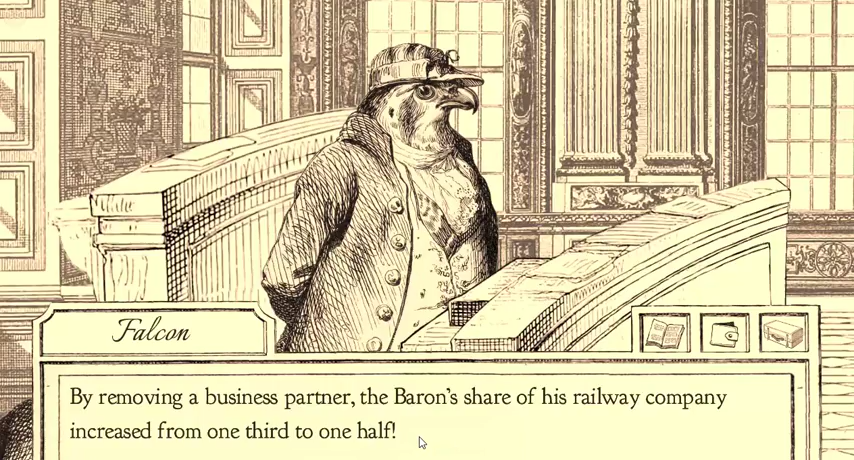 Falcon
By removing a business partner, the Baron's share of his railway company
increased from one third to one half!